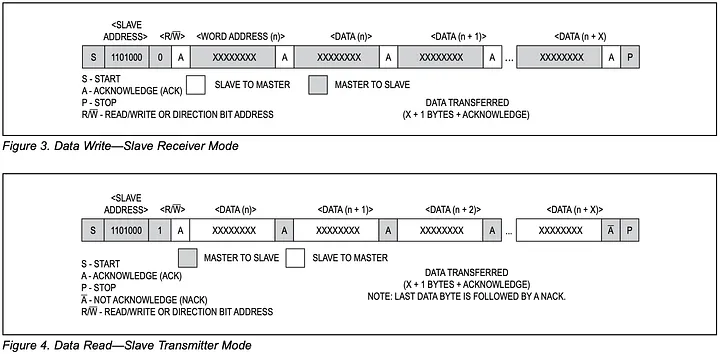 <SLAVE
ADDRESS> <R/W̅> <WORD ADDRESS (n)> <DATA (n)> <DATA (n + 1)> <DATA (n + X)>
S 1101000 0 A XXXXXXXX A XXXXXXXX A XXXXXXXX A ... XXXXXXXX A P
S - START
A - ACKNOWLEDGE (ACK)
P - STOP
R/W̅ - READ/WRITE OR DIRECTION BIT ADDRESS
SLAVE TO MASTER
MASTER TO SLAVE
DATA TRANSFERRED
(X + 1 BYTES + ACKNOWLEDGE)
Figure 3. Data Write—Slave Receiver Mode
<SLAVE
ADDRESS> <R/W̅> <DATA (n)> <DATA (n + 1)> <DATA (n + 2)> <DATA (n + X)>
S 1101000 1 A XXXXXXXX A XXXXXXXX A XXXXXXXX A ... XXXXXXXX A̅ P
S - START
A - ACKNOWLEDGE (ACK)
P - STOP
A̅ - NOT ACKNOWLEDGE (NACK)
R/W̅ - READ/WRITE OR DIRECTION BIT ADDRESS
MASTER TO SLAVE
SLAVE TO MASTER
DATA TRANSFERRED
(X + 1 BYTES + ACKNOWLEDGE)
NOTE: LAST DATA BYTE IS FOLLOWED BY A NACK.
Figure 4. Data Read—Slave Transmitter Mode